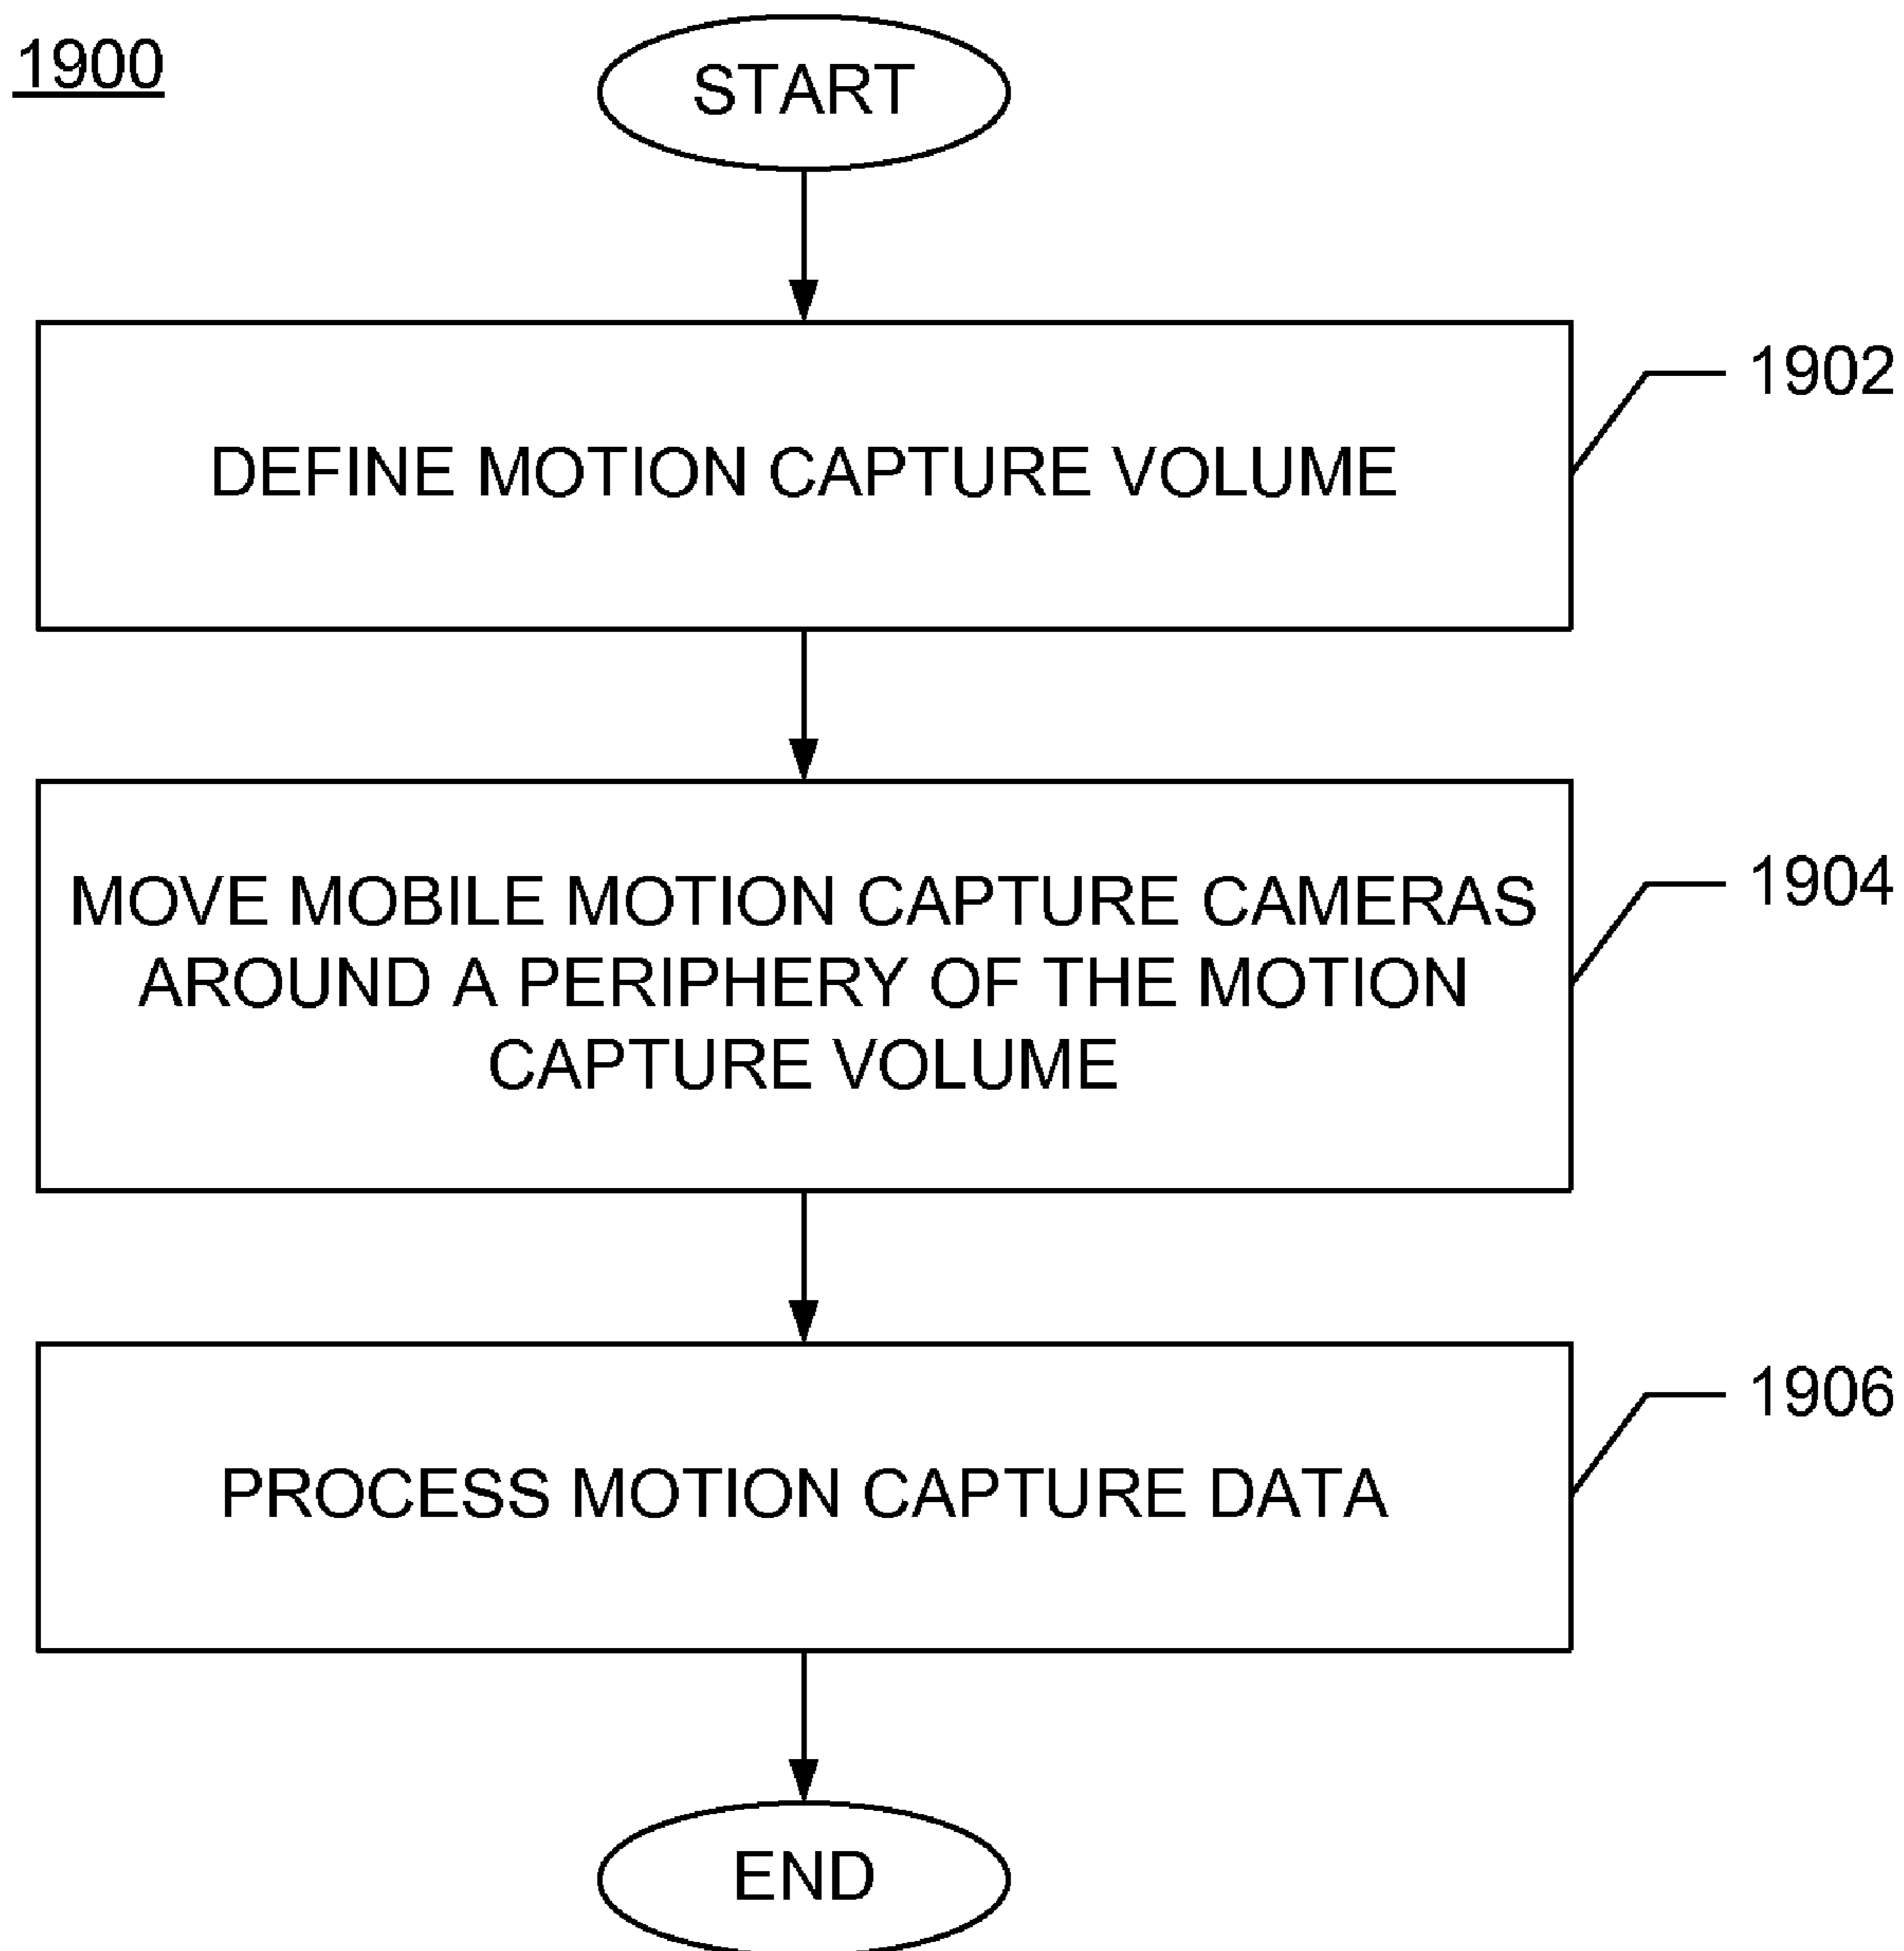 1900
START
DEFINE MOTION CAPTURE VOLUME
1902
MOVE MOBILE MOTION CAPTURE CAMERAS
AROUND A PERIPHERY OF THE MOTION
CAPTURE VOLUME
1904
PROCESS MOTION CAPTURE DATA
1906
END